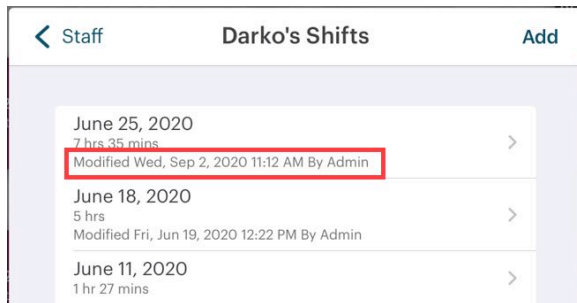 Staff
Darko's Shifts
Add
June 25, 2020
7 hrs 35 mins
Modified Wed, Sep 2, 2020 11:12 AM By Admin
June 18, 2020
5 hrs
Modified Fri, Jun 19, 2020 12:22 PM By Admin
June 11, 2020
1 hr 27 mins